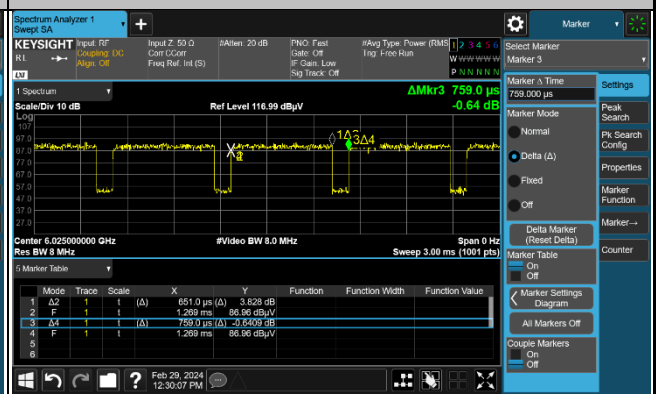 Spectrum Analyzer 1
Swept SA
+
Marker
KEYSIGHT
RL
LXI
Input: RF
Coupling: DC
Align: Off
Input Z: 50 Ω
Corr CCorr
Freq Ref: Int (S)
#Atten: 20 dB
PNO: Fast
Gate: Off
IF Gain: Low
Sig Track: Off
#Avg Type: Power (RMS
Trig: Free Run
1 2 3 4 5 6
W W W W W W
P N N N N N
1 Spectrum
Scale/Div 10 dB
Ref Level 116.99 dBµV
ΔMkr3 759.0 µs
-0.64 dB
Log
107
97.0
87.0
77.0
67.0
57.0
47.0
37.0
27.0
1Δ2
3Δ4
Center 6.025000000 GHz
Res BW 8 MHz
#Video BW 8.0 MHz
Span 0 Hz
Sweep 3.00 ms (1001 pts)
5 Marker Table
Mode Trace Scale X Y Function Function Width Function Value
1 Δ2 1 t (Δ) 651.0 µs (Δ) 3.828 dB
2 F 1 t 1.269 ms 86.96 dBµV
3 Δ4 1 t (Δ) 759.0 µs (Δ) -0.6409 dB
4 F 1 t 1.269 ms 86.96 dBµV
5
6
Feb 29, 2024
12:30:07 PM
Select Marker
Marker 3
Marker Δ Time
759.000 µs
Marker Mode
Normal
Delta (Δ)
Fixed
Off
Delta Marker
(Reset Delta)
Marker Table
On
Off
Marker Settings
Diagram
All Markers Off
Couple Markers
On
Off
Settings
Peak
Search
Pk Search
Config
Properties
Marker
Function
Marker→
Counter